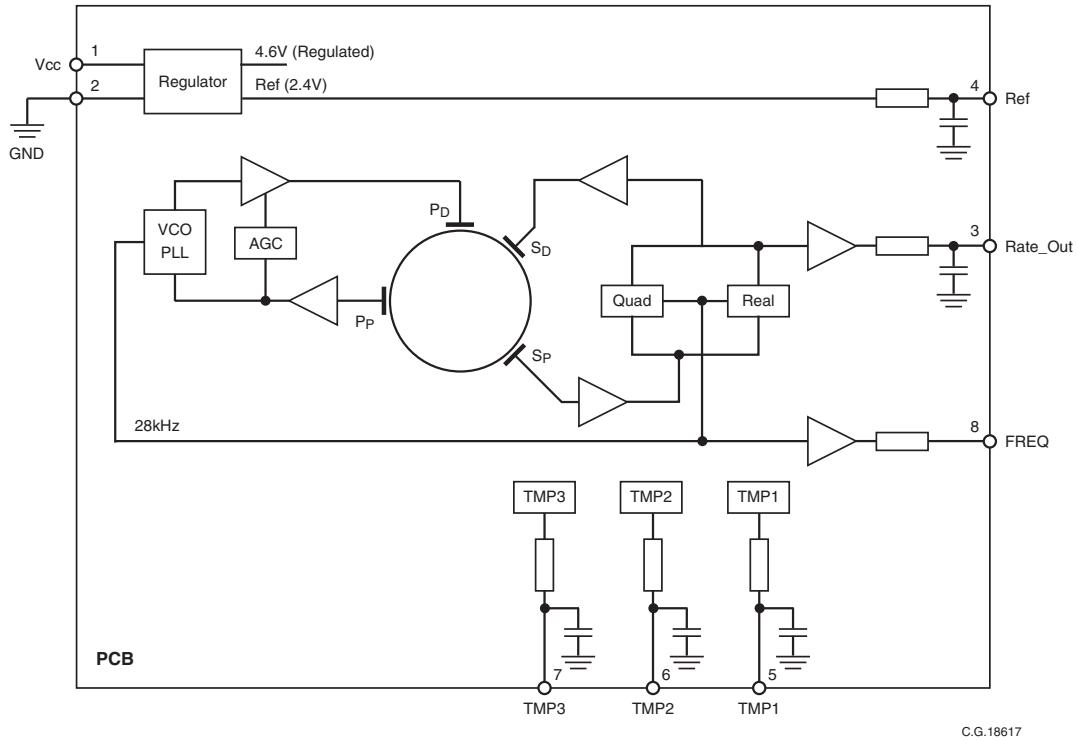 1
4.6V (Regulated)
Vcc
Regulator
2
Ref (2.4V)
4
Ref
GND
PD
VCO
PLL
AGC
SD
3
Rate_Out
Quad
Real
PP
SP
28kHz
8
FREQ
TMP3
TMP2
TMP1
PCB
7
6
5
TMP3
TMP2
TMP1
C.G.18617